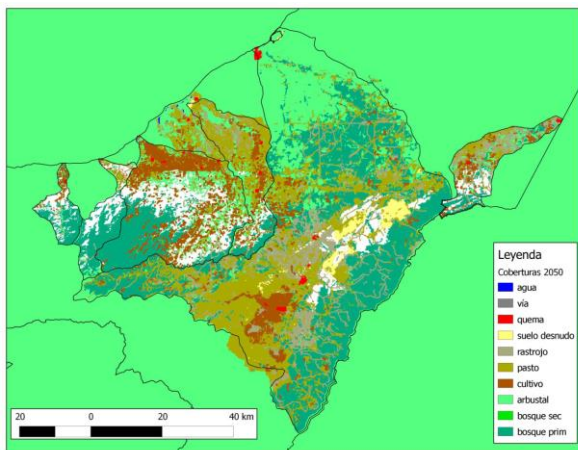 Leyenda
Coberturas 2050
agua
vía
quema
suelo desnudo
rastrojo
pasto
cultivo
arbustal
bosque sec
bosque prim
20 0 20 40 km